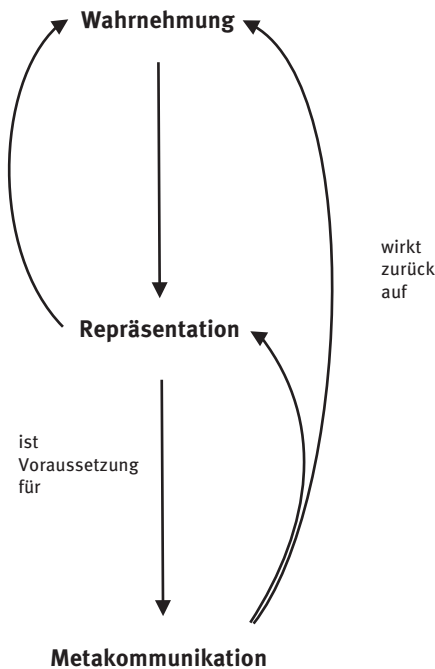 Wahrnehmung
wirkt
zurück
auf
Repräsentation
ist
Voraussetzung
für
Metakommunikation